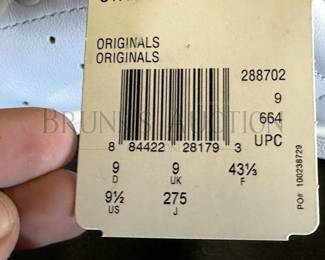 ORIGINALS
ORIGINALS
288702
9
664
UPC
BRUNK'S AUCTION
8 84422 28179 3
9 9 43⅓
D UK F
9½ 275
US J
PO# 100238729